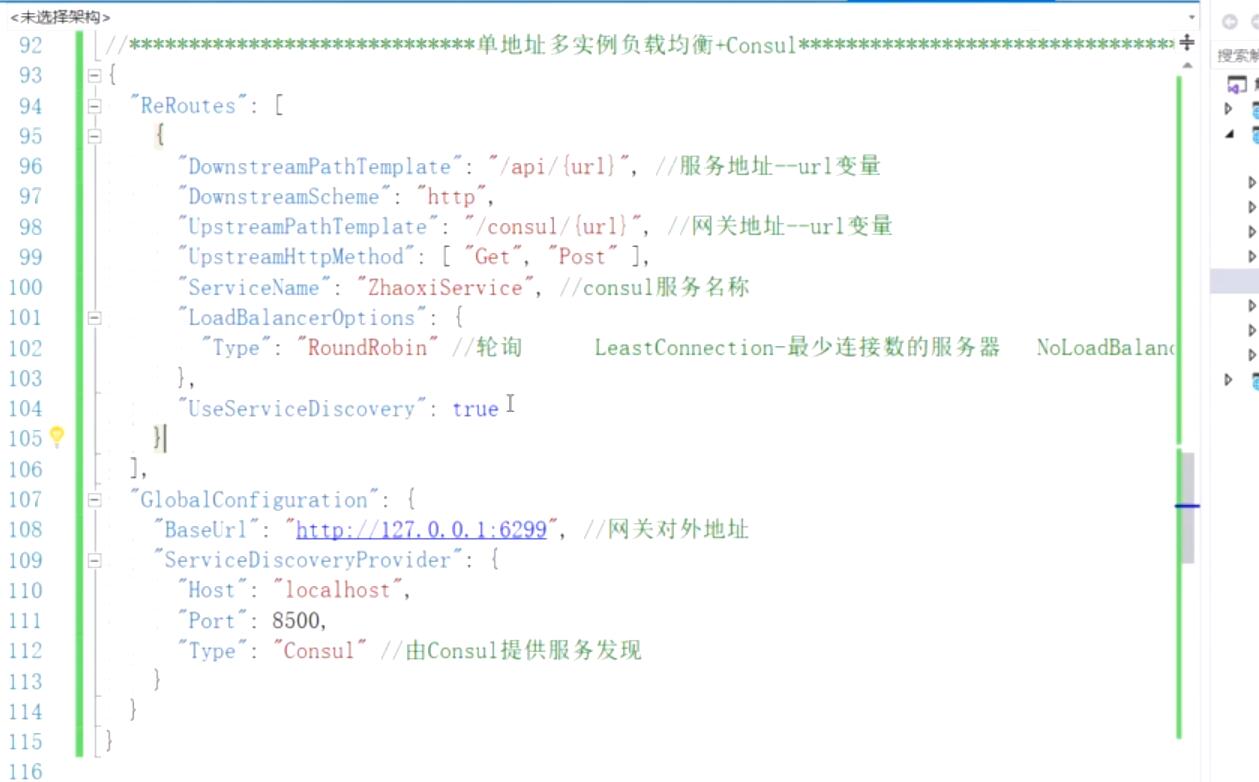 <未选择架构>
92 //*****************************单地址多实例负载均衡+Consul********************************
93 {
94 "ReRoutes": [
95 {
96 "DownstreamPathTemplate": "/api/{url}", //服务地址--url变量
97 "DownstreamScheme": "http",
98 "UpstreamPathTemplate": "/consul/{url}", //网关地址--url变量
99 "UpstreamHttpMethod": [ "Get", "Post" ],
100 "ServiceName": "ZhaoxiService", //consul服务名称
101 "LoadBalancerOptions": {
102 "Type": "RoundRobin" //轮询 LeastConnection-最少连接数的服务器 NoLoadBalanc
103 },
104 "UseServiceDiscovery": true
105 }
106 ],
107 "GlobalConfiguration": {
108 "BaseUrl": "http://127.0.0.1:6299", //网关对外地址
109 "ServiceDiscoveryProvider": {
110 "Host": "localhost",
111 "Port": 8500,
112 "Type": "Consul" //由Consul提供服务发现
113 }
114 }
115 }
116
搜索